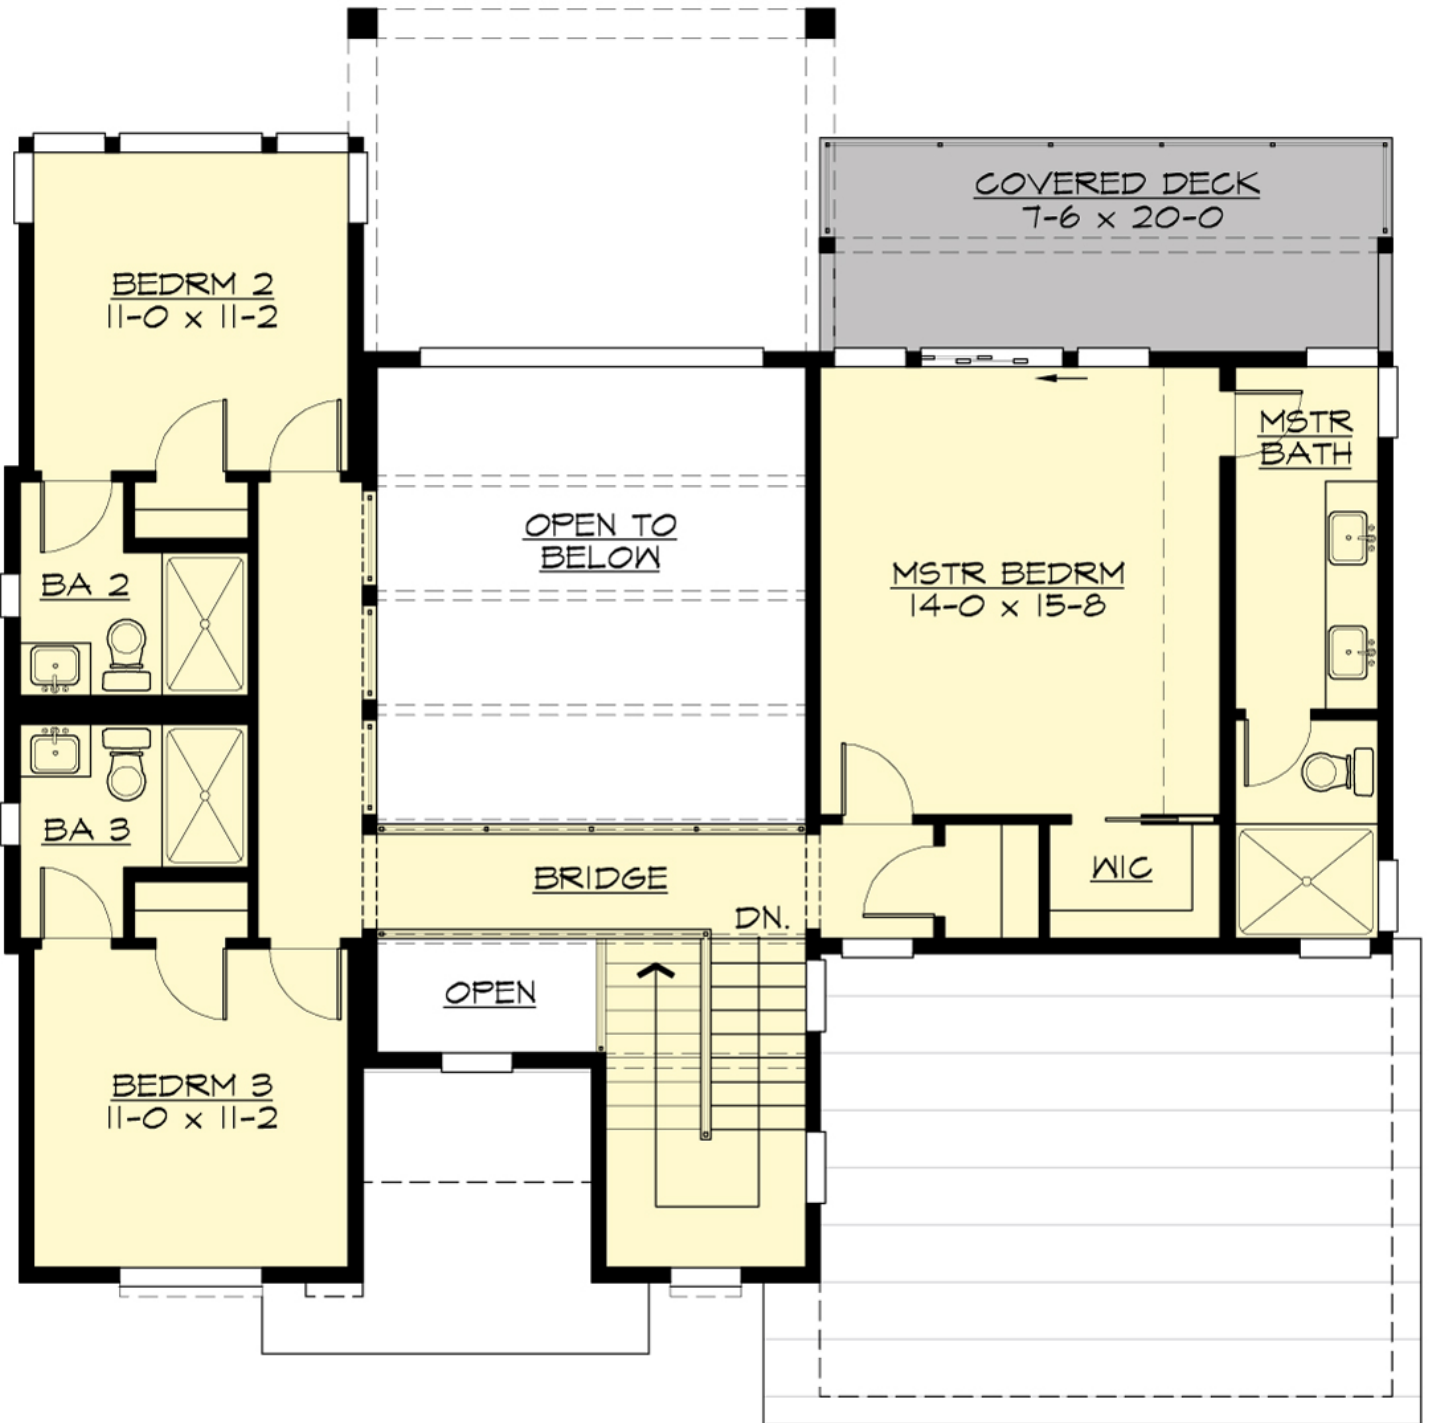 COVERED DECK
7-6 x 20-0
BEDRM 2
11-0 x 11-2
MSTR
BATH
OPEN TO
BELOW
MSTR BEDRM
14-0 x 15-8
BA 2
BA 3
BRIDGE
WIC
DN.
OPEN
BEDRM 3
11-0 x 11-2